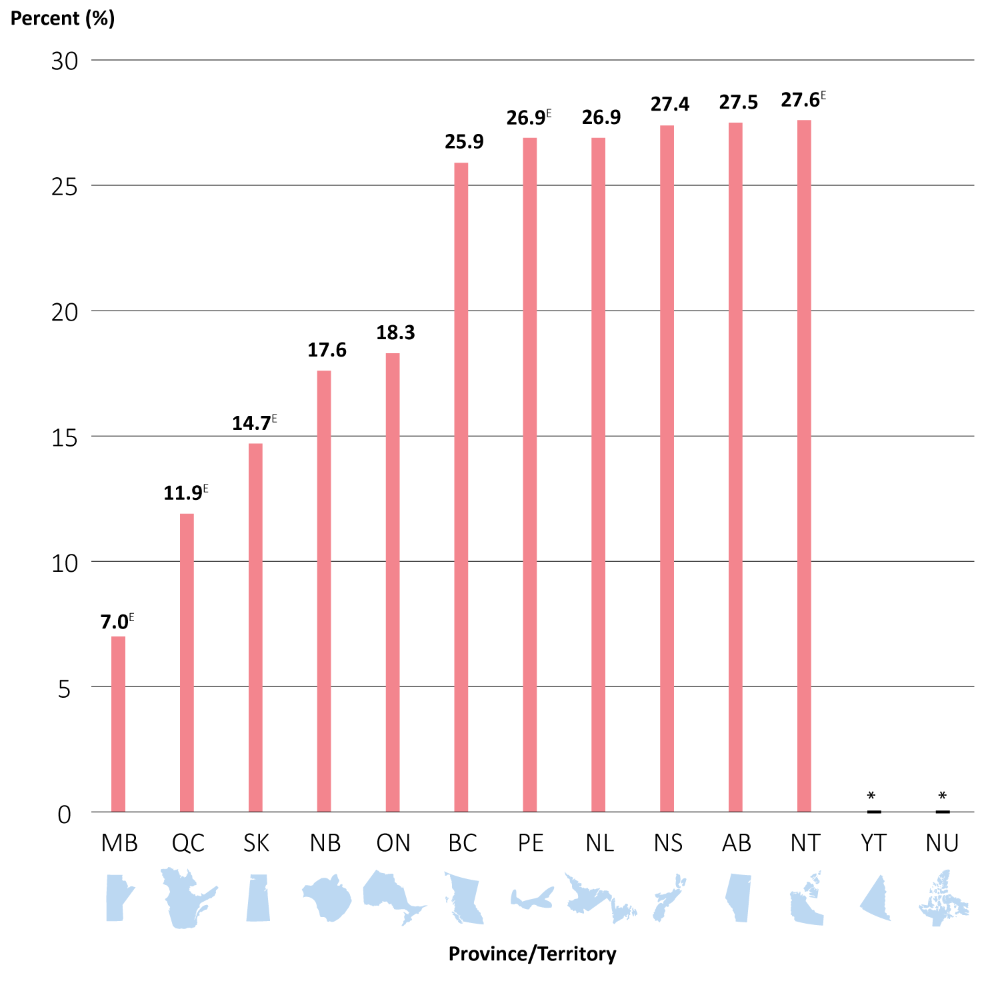 Percent (%)
30
25
20
15
10
5
0
7.0ᴱ
11.9ᴱ
14.7ᴱ
17.6
18.3
25.9
26.9ᴱ
26.9
27.4
27.5
27.6ᴱ
*
*
MB QC SK NB ON BC PE NL NS AB NT YT NU
Province/Territory